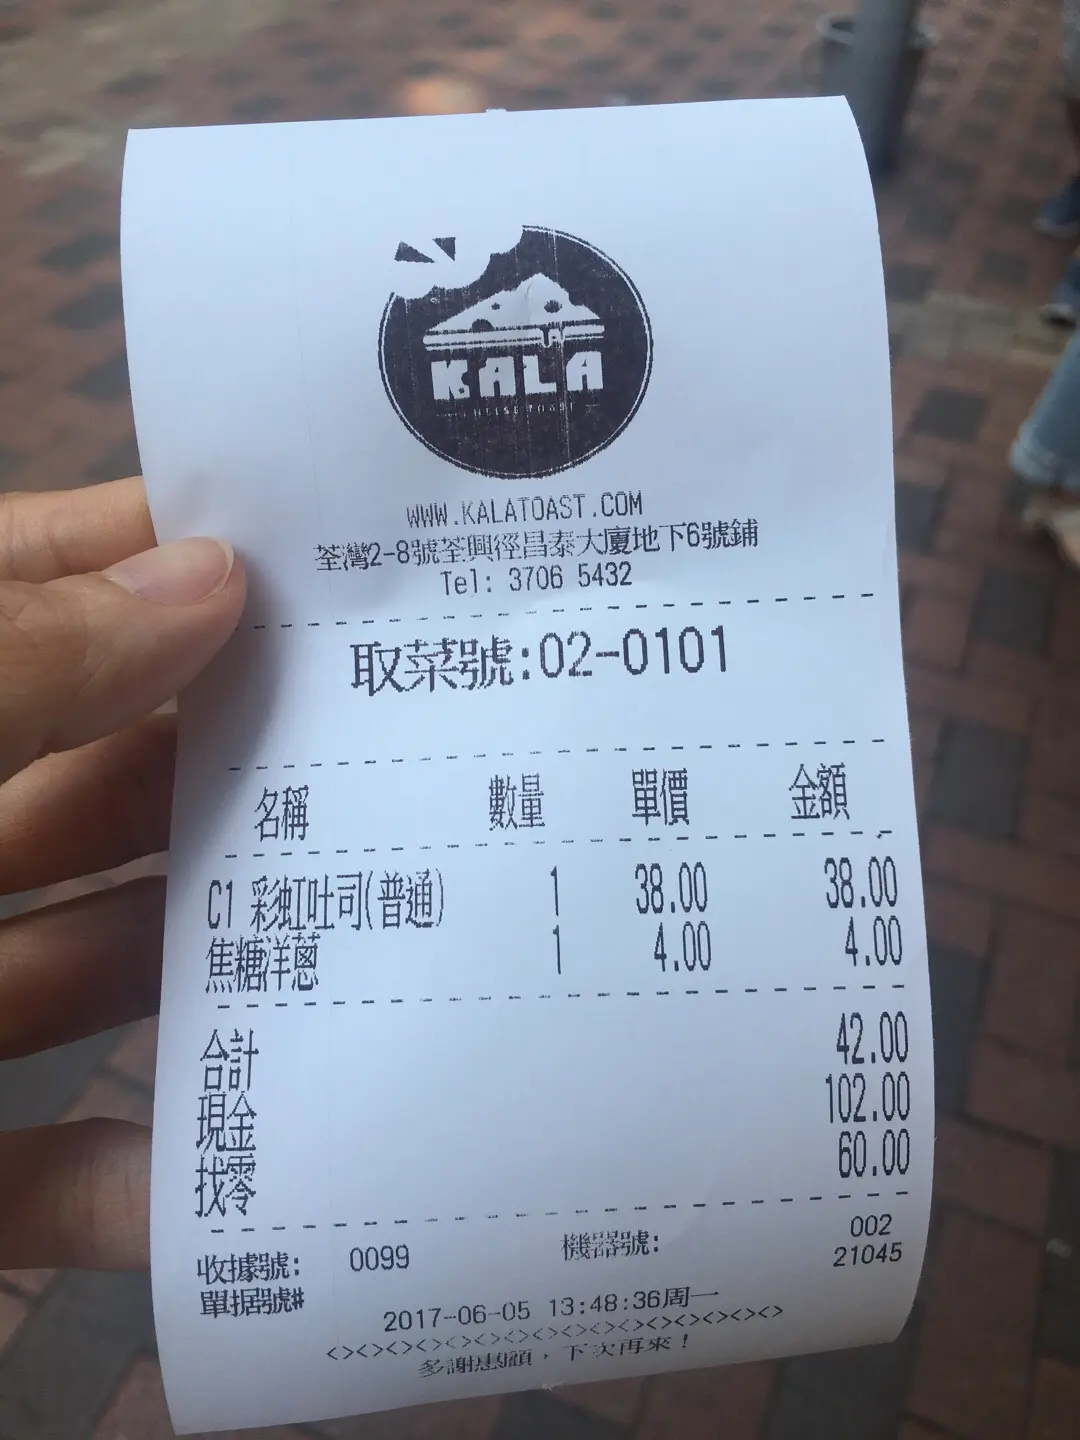 KALA
WWW.KALATOAST.COM
荃灣2-8號荃興徑昌泰大廈地下6號鋪
Tel: 3706 5432
取菜號:02-0101
名稱 數量 單價 金額
C1 彩虹吐司(普通) 1 38.00 38.00
焦糖洋蔥 1 4.00 4.00
合計 42.00
現金 102.00
找零 60.00
收據號: 0099 機器號: 002
單据號# 21045
2017-06-05 13:48:36周一
<><><><><><><><><><><><><><><><>
多謝惠顧，下次再來！